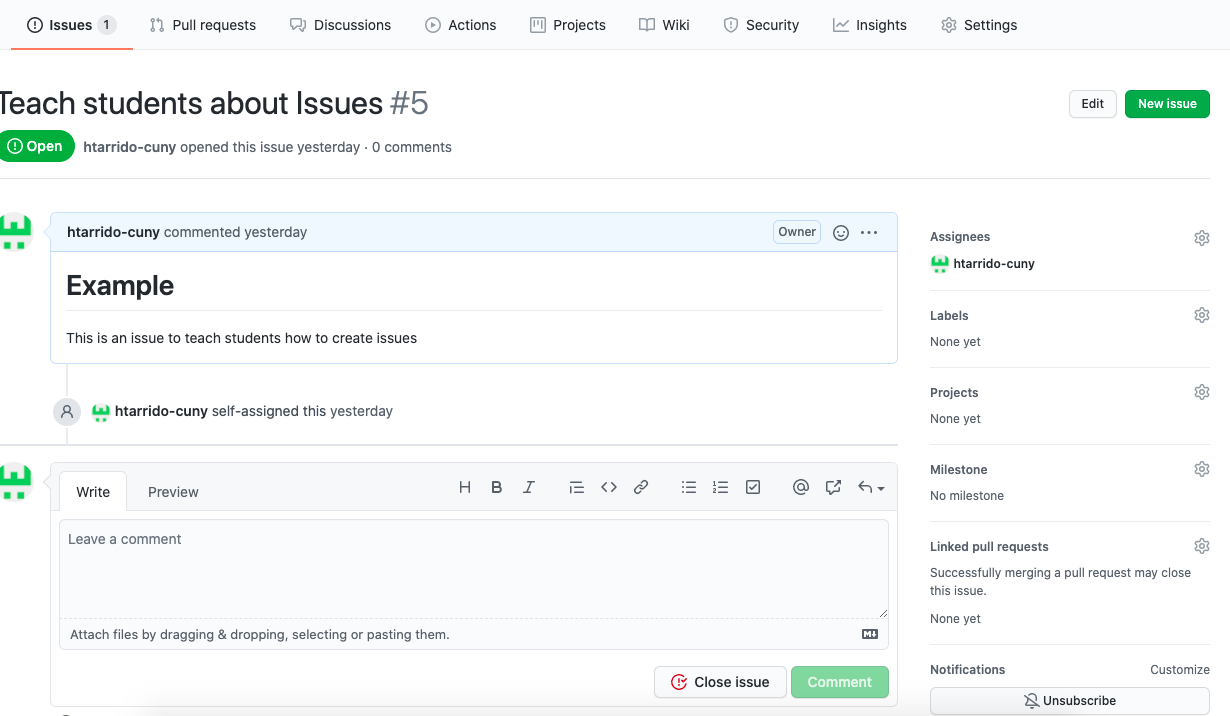 Issues 1 Pull requests Discussions Actions Projects Wiki Security Insights Settings
Teach students about Issues #5
Edit New issue
Open htarrido-cuny opened this issue yesterday · 0 comments
htarrido-cuny commented yesterday Owner
Example
This is an issue to teach students how to create issues
htarrido-cuny self-assigned this yesterday
Write Preview H B I
Leave a comment
Attach files by dragging & dropping, selecting or pasting them.
Close issue Comment
Assignees
htarrido-cuny
Labels
None yet
Projects
None yet
Milestone
No milestone
Linked pull requests
Successfully merging a pull request may close
this issue.
None yet
Notifications Customize
Unsubscribe